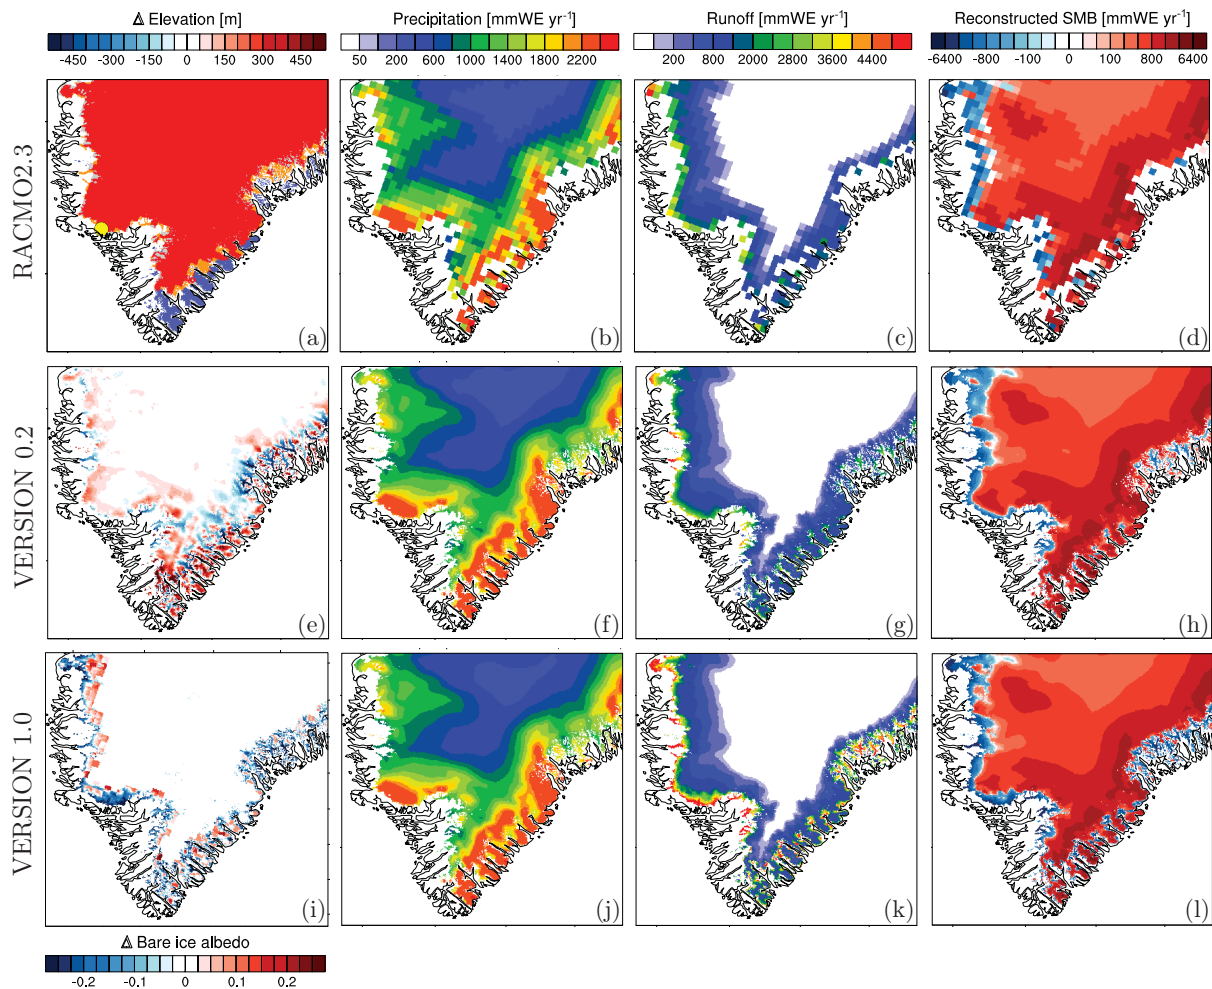 Δ Elevation [m]
Precipitation [mmWE yr⁻¹]
Runoff [mmWE yr⁻¹]
Reconstructed SMB [mmWE yr⁻¹]
-450 -300 -150 0 150 300 450
50 200 600 1000 1400 1800 2200
200 800 2000 2800 3600 4400
-6400 -800 -100 0 100 800 6400
RACMO2.3
(a)
(b)
(c)
(d)
VERSION 0.2
(e)
(f)
(g)
(h)
VERSION 1.0
(i)
(j)
(k)
(l)
Δ Bare ice albedo
-0.2 -0.1 0 0.1 0.2